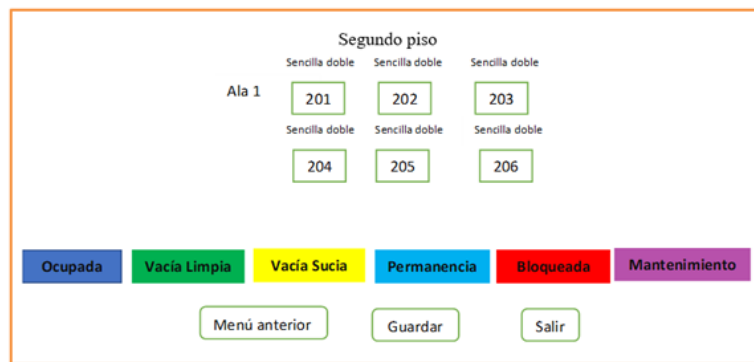 Segundo piso
Sencilla doble Sencilla doble Sencilla doble
Ala 1 201 202 203
Sencilla doble Sencilla doble Sencilla doble
204 205 206
Ocupada Vacía Limpia Vacía Sucia Permanencia Bloqueada Mantenimiento
Menú anterior Guardar Salir